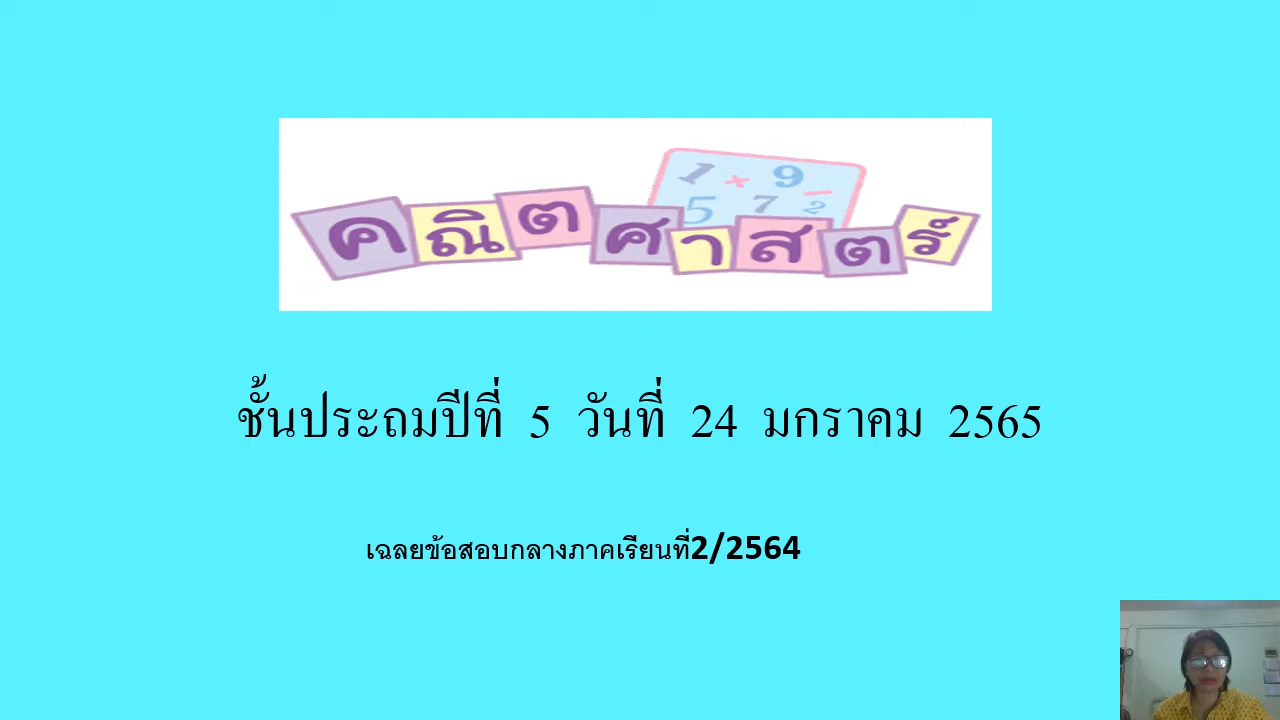 1 × 9
5 7 2
คณิตศาสตร์
ชั้นประถมปีที่ 5 วันที่ 24 มกราคม 2565
เฉลยข้อสอบกลางภาคเรียนที่2/2564